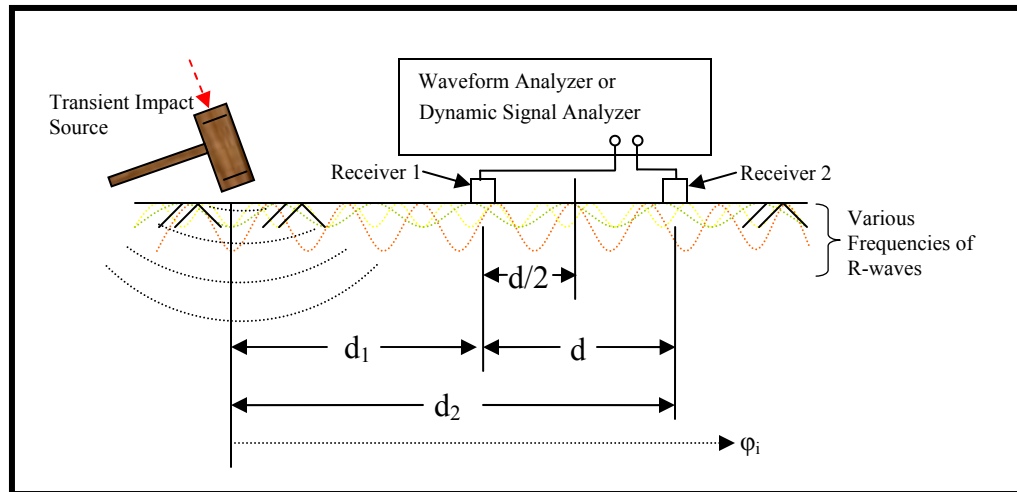 Waveform Analyzer or
Dynamic Signal Analyzer
Transient Impact
Source
Receiver 1
Receiver 2
Various
Frequencies of
R-waves
d/2
d₁
d
d₂
φᵢ